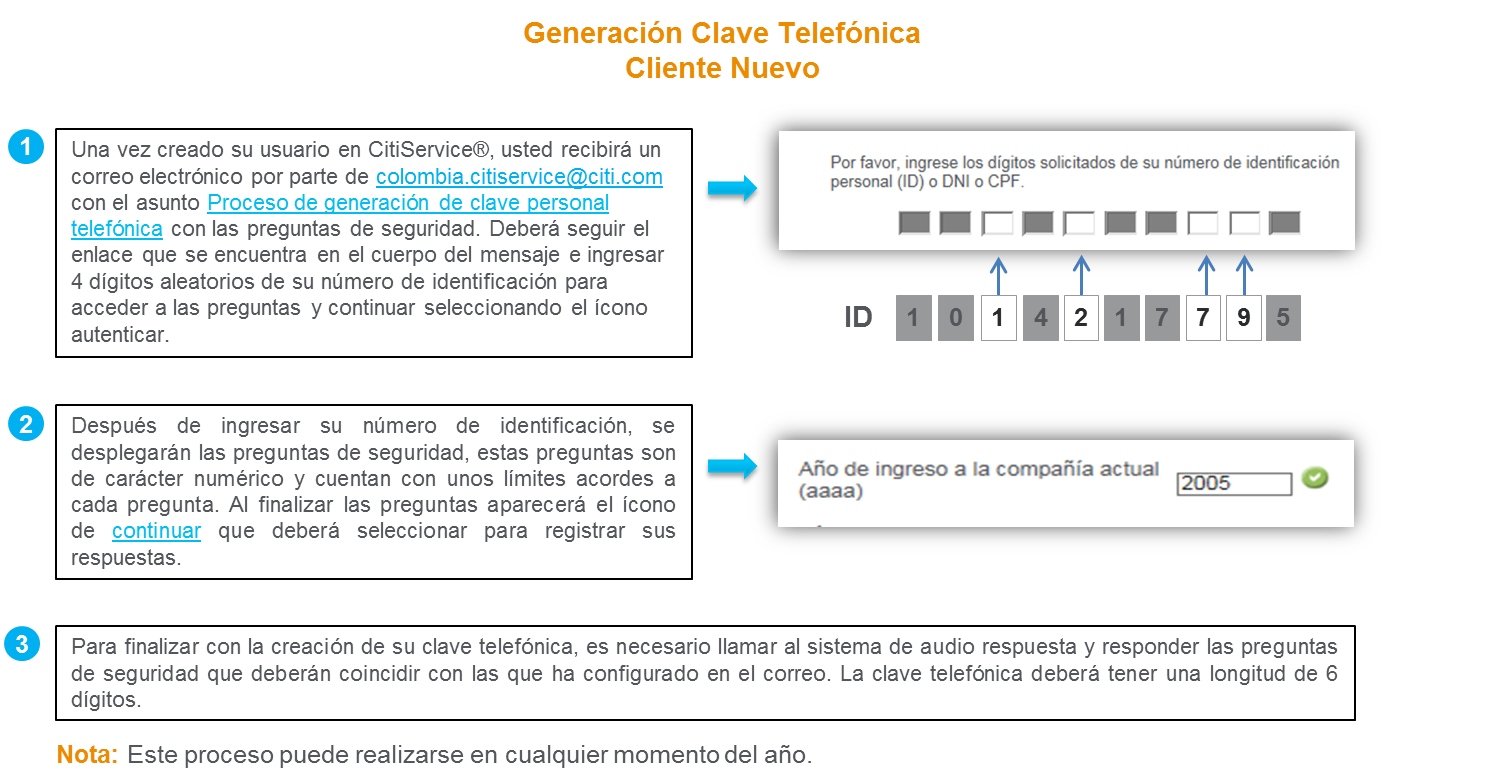 Generación Clave Telefónica
Cliente Nuevo
1
Una vez creado su usuario en CitiService®, usted recibirá un
correo electrónico por parte de colombia.citiservice@citi.com
con el asunto Proceso de generación de clave personal
telefónica con las preguntas de seguridad. Deberá seguir el
enlace que se encuentra en el cuerpo del mensaje e ingresar
4 dígitos aleatorios de su número de identificación para
acceder a las preguntas y continuar seleccionando el ícono
autenticar.
Por favor, ingrese los dígitos solicitados de su número de identificación
personal (ID) o DNI o CPF.
ID 1 0 1 4 2 1 7 7 9 5
2
Después de ingresar su número de identificación, se
desplegarán las preguntas de seguridad, estas preguntas son
de carácter numérico y cuentan con unos límites acordes a
cada pregunta. Al finalizar las preguntas aparecerá el ícono
de continuar que deberá seleccionar para registrar sus
respuestas.
Año de ingreso a la compañía actual
(aaaa)
2005
3
Para finalizar con la creación de su clave telefónica, es necesario llamar al sistema de audio respuesta y responder las preguntas
de seguridad que deberán coincidir con las que ha configurado en el correo. La clave telefónica deberá tener una longitud de 6
dígitos.
Nota: Este proceso puede realizarse en cualquier momento del año.